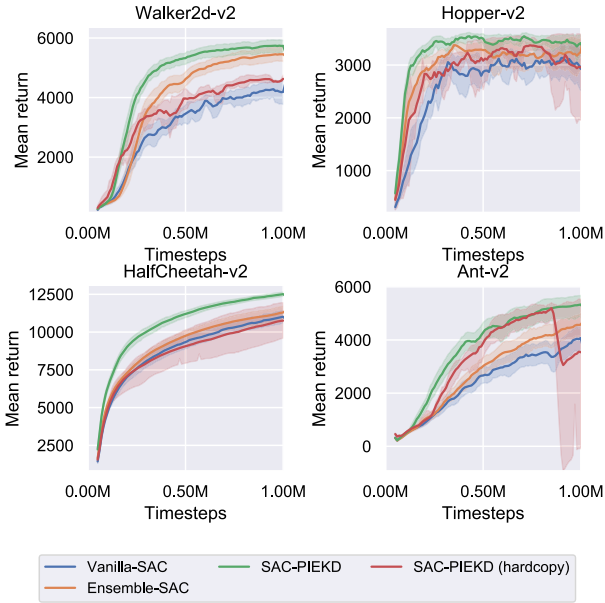 Walker2d-v2
Hopper-v2
6000
4000
2000
Mean return
0.00M 0.50M 1.00M
Timesteps
3000
2000
1000
Mean return
0.00M 0.50M 1.00M
Timesteps
HalfCheetah-v2
Ant-v2
12500
10000
7500
5000
2500
Mean return
0.00M 0.50M 1.00M
Timesteps
6000
4000
2000
0
Mean return
0.00M 0.50M 1.00M
Timesteps
Vanilla-SAC
SAC-PIEKD
SAC-PIEKD (hardcopy)
Ensemble-SAC